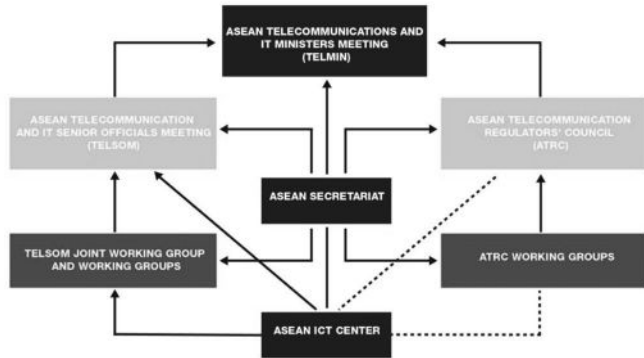 ASEAN TELECOMMUNICATIONS AND
IT MINISTERS MEETING
(TELMIN)
ASEAN TELECOMMUNICATION
AND IT SENIOR OFFICIALS MEETING
(TELSOM)
ASEAN TELECOMMUNICATION
REGULATORS' COUNCIL
(ATRC)
ASEAN SECRETARIAT
TELSOM JOINT WORKING GROUP
AND WORKING GROUPS
ATRC WORKING GROUPS
ASEAN ICT CENTER